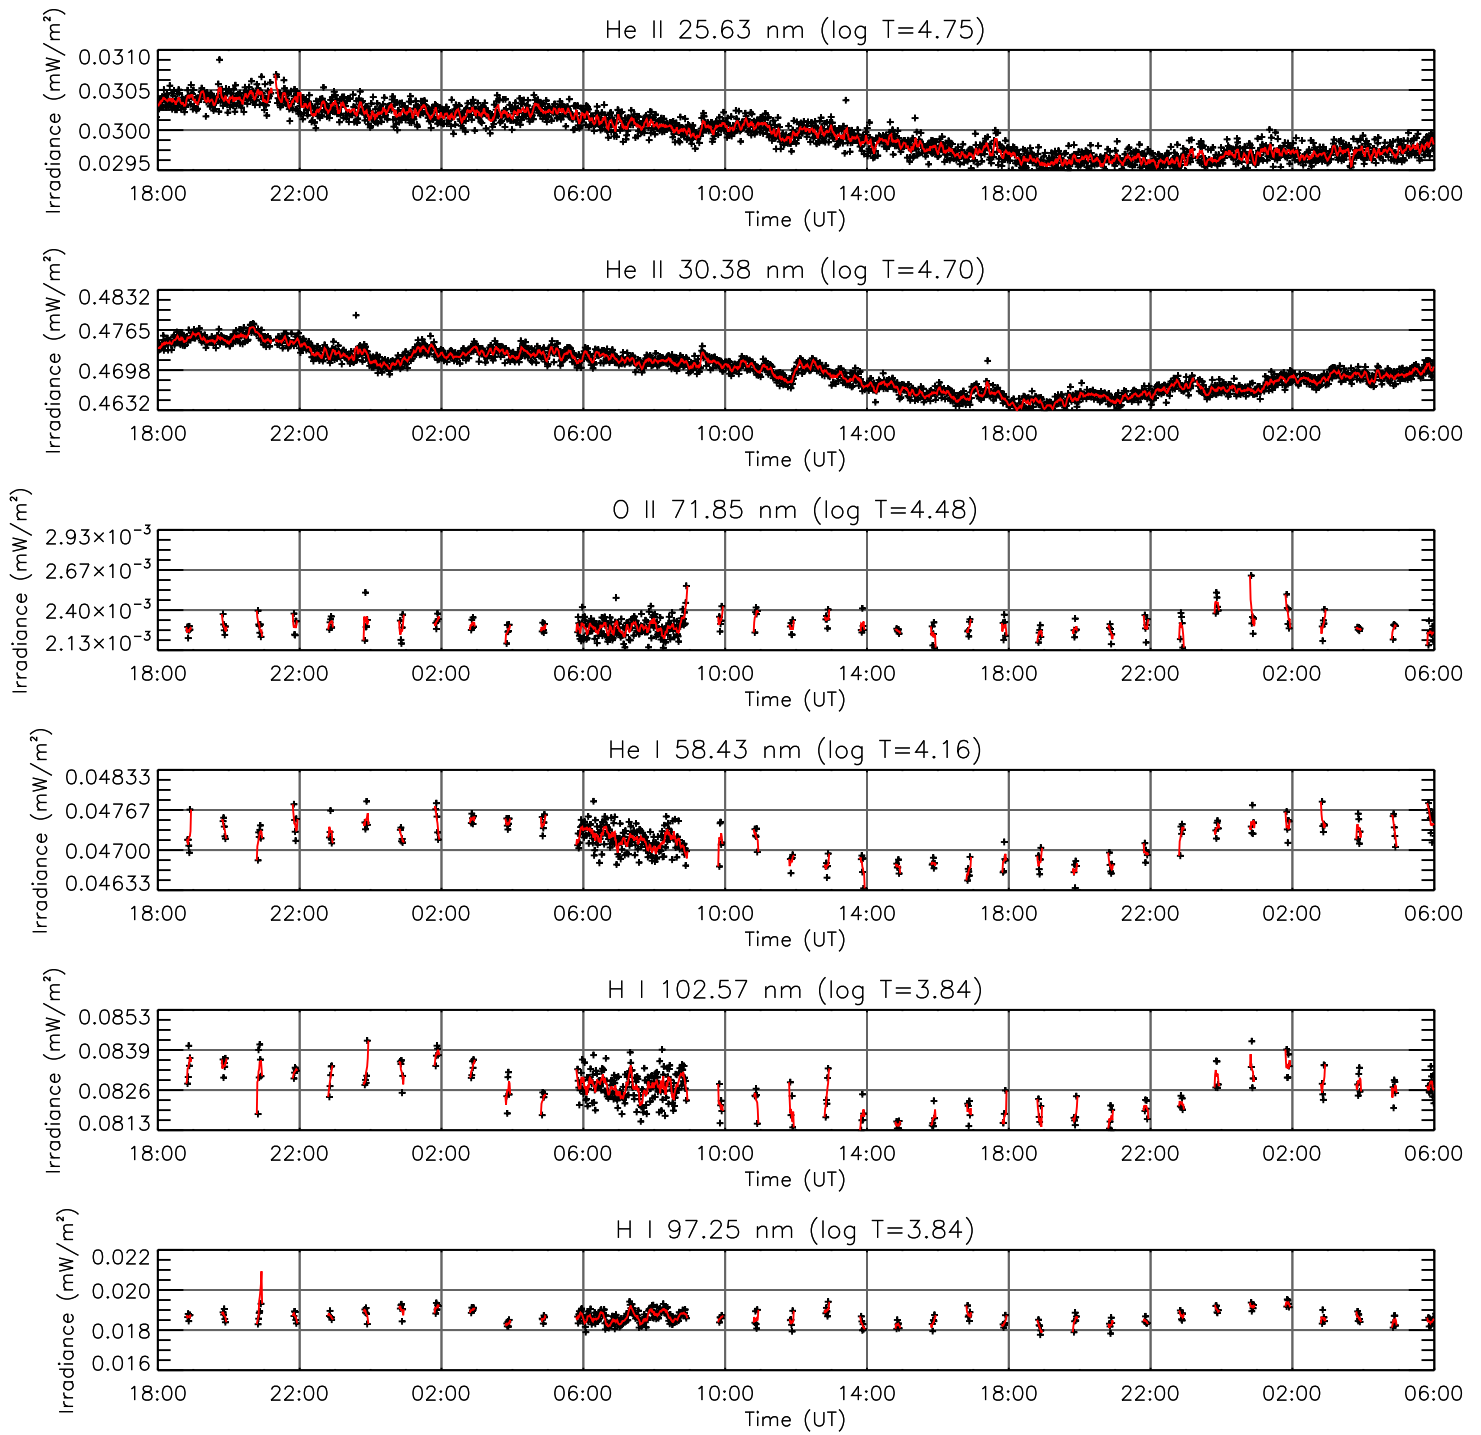 He II 25.63 nm (log T=4.75)
Irradiance (mW/m²)
0.0310
0.0305
0.0300
0.0295
18:00 22:00 02:00 06:00 10:00 14:00 18:00 22:00 02:00 06:00
Time (UT)
He II 30.38 nm (log T=4.70)
Irradiance (mW/m²)
0.4832
0.4765
0.4698
0.4632
18:00 22:00 02:00 06:00 10:00 14:00 18:00 22:00 02:00 06:00
Time (UT)
O II 71.85 nm (log T=4.48)
Irradiance (mW/m²)
2.93×10⁻³
2.67×10⁻³
2.40×10⁻³
2.13×10⁻³
18:00 22:00 02:00 06:00 10:00 14:00 18:00 22:00 02:00 06:00
Time (UT)
He I 58.43 nm (log T=4.16)
Irradiance (mW/m²)
0.04833
0.04767
0.04700
0.04633
18:00 22:00 02:00 06:00 10:00 14:00 18:00 22:00 02:00 06:00
Time (UT)
H I 102.57 nm (log T=3.84)
Irradiance (mW/m²)
0.0853
0.0839
0.0826
0.0813
18:00 22:00 02:00 06:00 10:00 14:00 18:00 22:00 02:00 06:00
Time (UT)
H I 97.25 nm (log T=3.84)
Irradiance (mW/m²)
0.022
0.020
0.018
0.016
18:00 22:00 02:00 06:00 10:00 14:00 18:00 22:00 02:00 06:00
Time (UT)